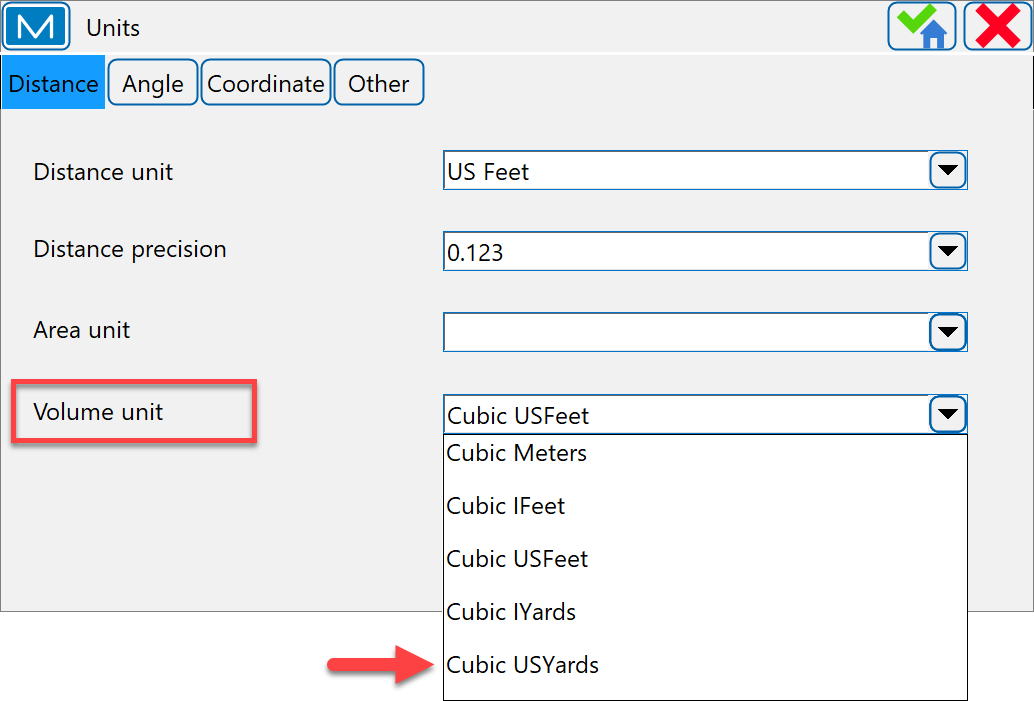 M Units
Distance Angle Coordinate Other
Distance unit US Feet
Distance precision 0.123
Area unit
Volume unit Cubic USFeet
Cubic Meters
Cubic IFeet
Cubic USFeet
Cubic IYards
Cubic USYards